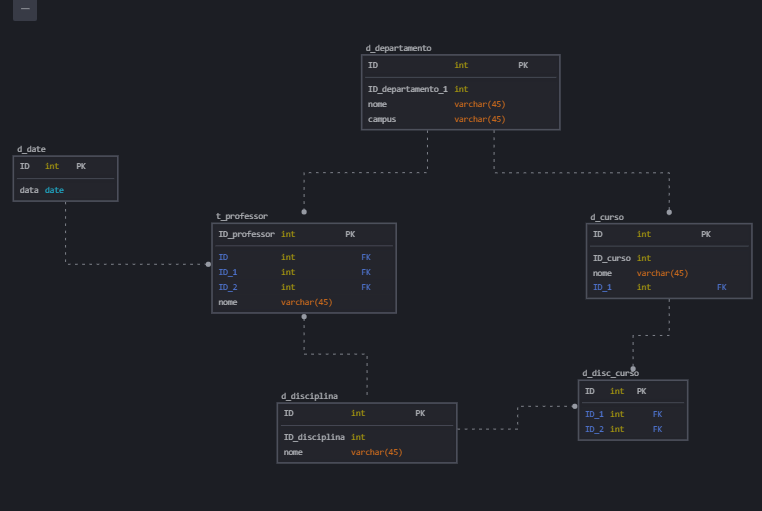 d_departamento
ID int PK
ID_departamento_1 int
nome varchar(45)
campus varchar(45)
d_date
ID int PK
data date
t_professor
ID_professor int PK
ID int FK
ID_1 int FK
ID_2 int FK
nome varchar(45)
d_curso
ID int PK
ID_curso int
nome varchar(45)
ID_1 int FK
d_disciplina
ID int PK
ID_disciplina int
nome varchar(45)
d_disc_curso
ID int PK
ID_1 int FK
ID_2 int FK